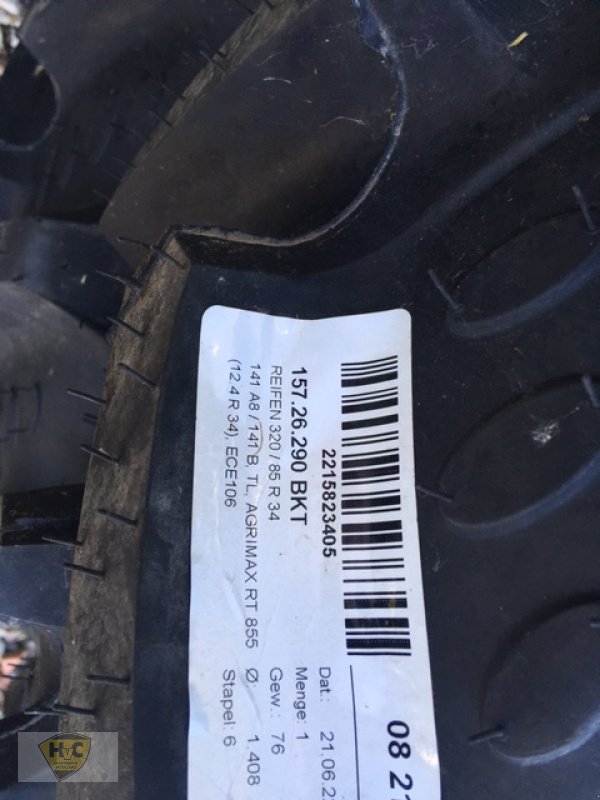 08 21
2215823405
157.26.290 BKT
REIFEN 320 / 85 R 34
141 A8 / 141 B, TL, AGRIMAX RT 855
(12.4 R 34), ECE106
Dat.: 21.06.2
Menge: 1
Gew.: 76
Ø: 1.408
Stapel: 6
HvC